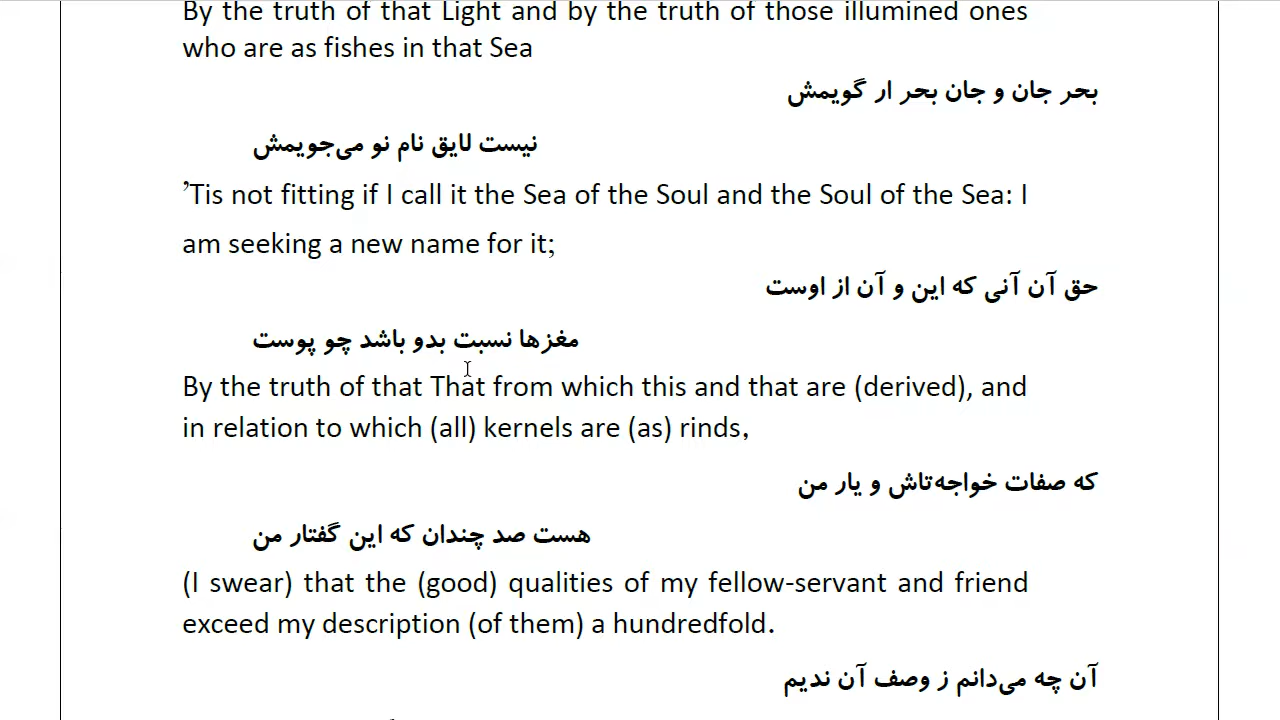 By the truth of that Light and by the truth of those illumined ones
who are as fishes in that Sea
بحر جان و جان بحر ار گویمش
نیست لایق نام نو می‌جویمش
’Tis not fitting if I call it the Sea of the Soul and the Soul of the Sea: I
am seeking a new name for it;
حق آن آنی که این و آن از اوست
مغزها نسبت بدو باشد چو پوست
By the truth of that That from which this and that are (derived), and
in relation to which (all) kernels are (as) rinds,
که صفات خواجه‌تاش و یار من
هست صد چندان که این گفتار من
(I swear) that the (good) qualities of my fellow-servant and friend
exceed my description (of them) a hundredfold.
آن چه می‌دانم ز وصف آن ندیم